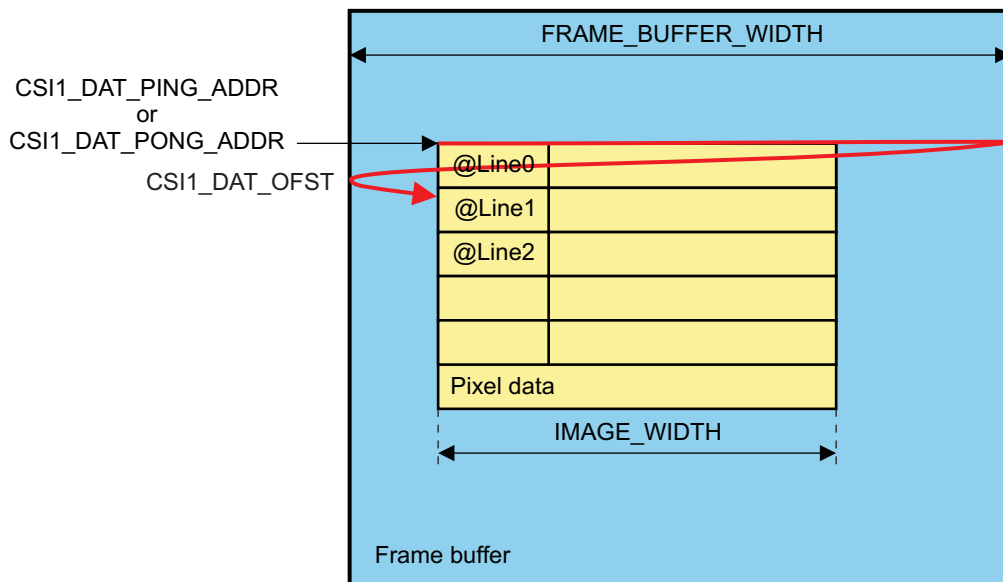 FRAME_BUFFER_WIDTH
CSI1_DAT_PING_ADDR
or
CSI1_DAT_PONG_ADDR
CSI1_DAT_OFST
@Line0
@Line1
@Line2
Pixel data
IMAGE_WIDTH
Frame buffer